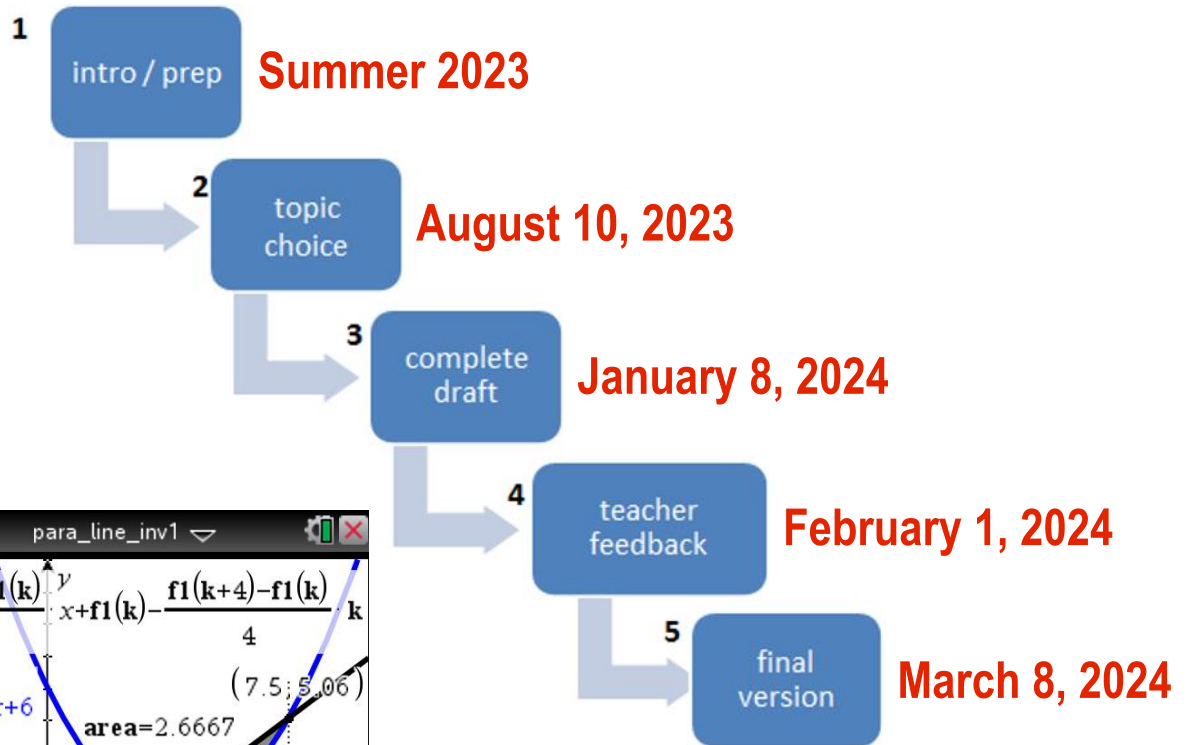 1
intro / prep
Summer 2023
2
topic
choice
August 10, 2023
3
complete
draft
January 8, 2024
4
teacher
feedback
February 1, 2024
5
final
version
March 8, 2024
para_line_inv1
1(k)
y
x+f1(k)-
f1(k+4)-f1(k)
4
k
(7.5; 5.06)
+6
area=2.6667